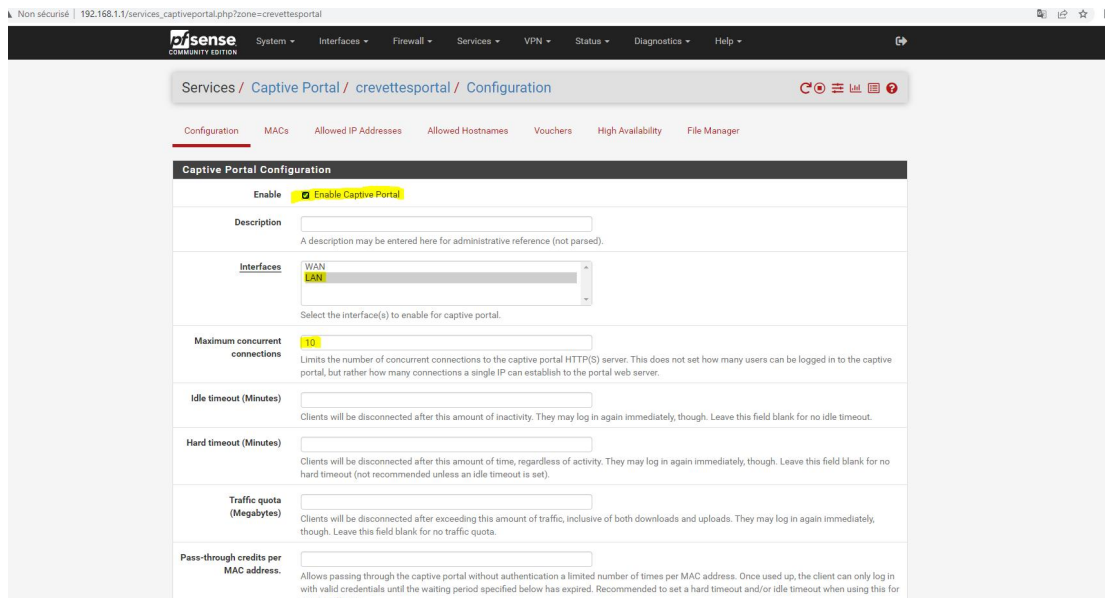 Non sécurisé | 192.168.1.1/services_captiveportal.php?zone=crevettesportal
pfsense System Interfaces Firewall Services VPN Status Diagnostics Help
COMMUNITY EDITION
Services / Captive Portal / crevettesportal / Configuration
Configuration MACs Allowed IP Addresses Allowed Hostnames Vouchers High Availability File Manager
Captive Portal Configuration
Enable Enable Captive Portal
Description
A description may be entered here for administrative reference (not parsed).
Interfaces WAN
LAN
Select the interface(s) to enable for captive portal.
Maximum concurrent connections 10
Limits the number of concurrent connections to the captive portal HTTP(S) server. This does not set how many users can be logged in to the captive
portal, but rather how many connections a single IP can establish to the portal web server.
Idle timeout (Minutes)
Clients will be disconnected after this amount of inactivity. They may log in again immediately, though. Leave this field blank for no idle timeout.
Hard timeout (Minutes)
Clients will be disconnected after this amount of time, regardless of activity. They may log in again immediately, though. Leave this field blank for no
hard timeout (not recommended unless an idle timeout is set).
Traffic quota
(Megabytes)
Clients will be disconnected after exceeding this amount of traffic, inclusive of both downloads and uploads. They may log in again immediately,
though. Leave this field blank for no traffic quota.
Pass-through credits per
MAC address.
Allows passing through the captive portal without authentication a limited number of times per MAC address. Once used up, the client can only log in
with valid credentials until the waiting period specified below has expired. Recommended to set a hard timeout and/or idle timeout when using this for